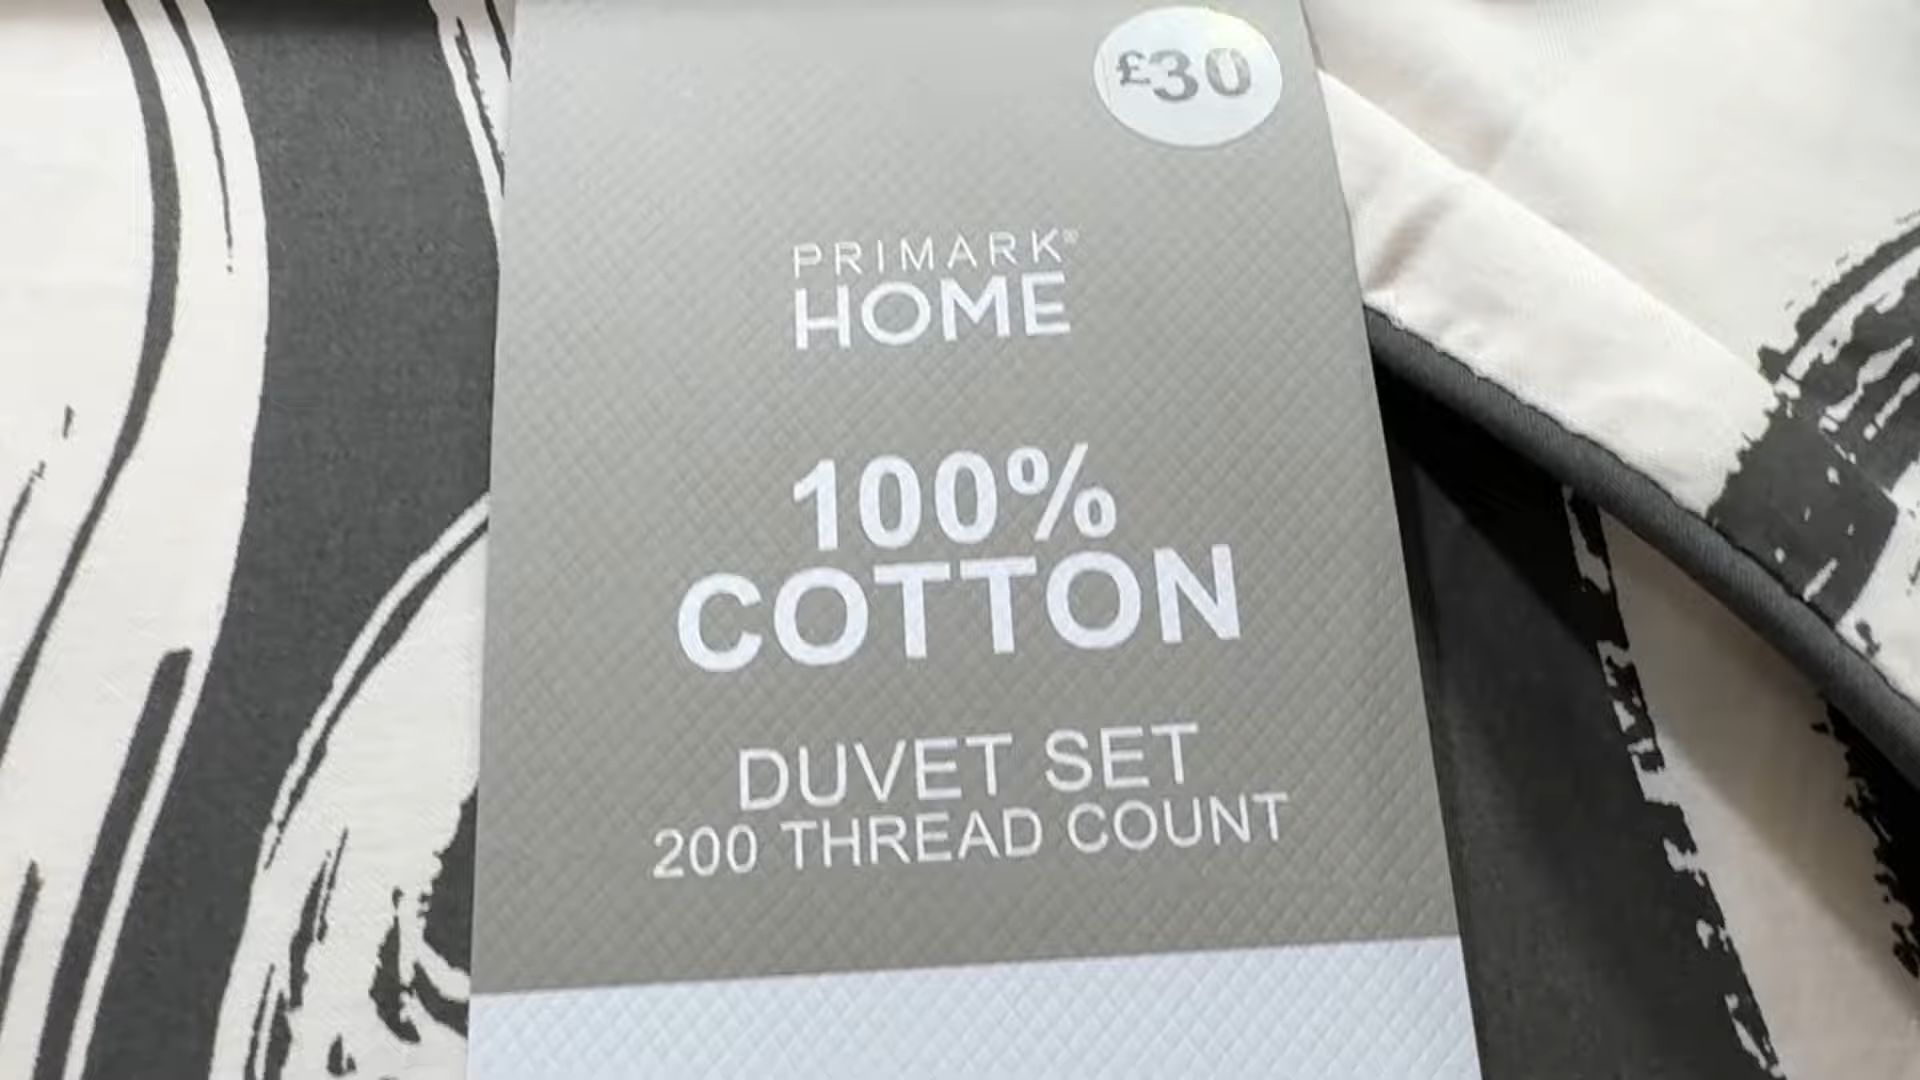 £30
PRIMARK®
HOME
100%
COTTON
DUVET SET
200 THREAD COUNT